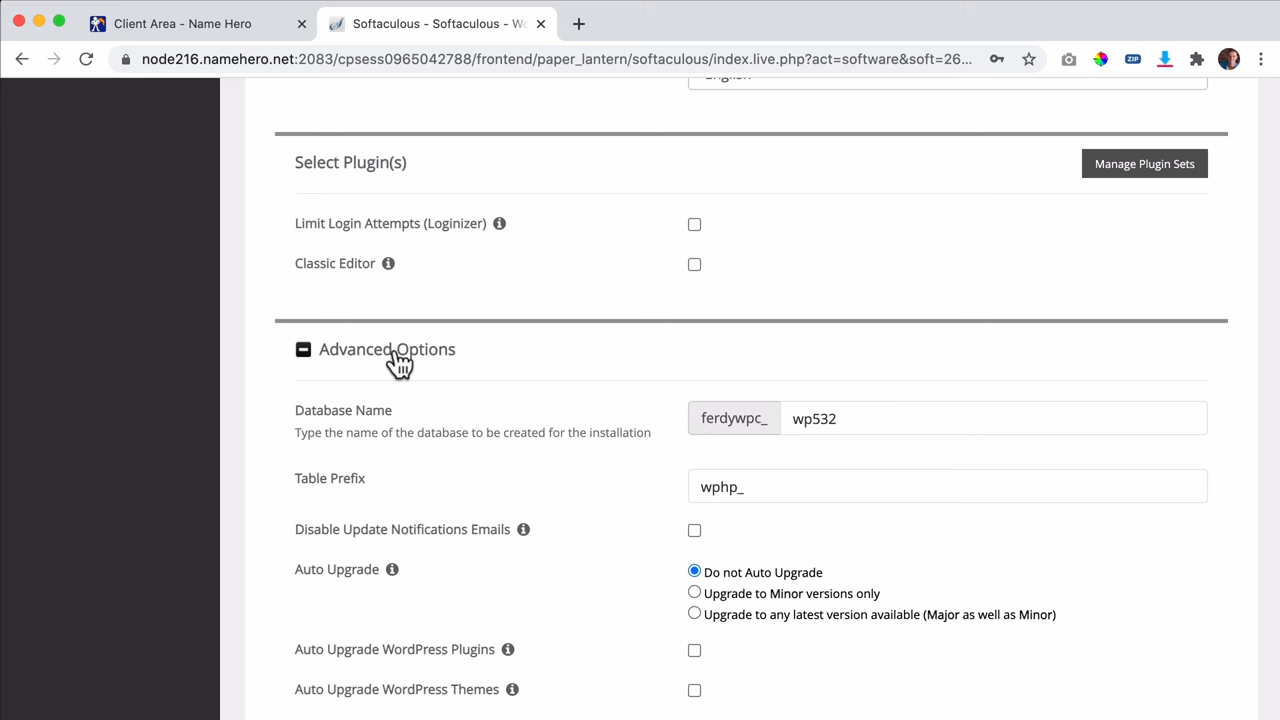 Client Area - Name Hero
Softaculous - Softaculous - Wo
node216.namehero.net:2083/cpsess0965042788/frontend/paper_lantern/softaculous/index.live.php?act=software&soft=26...
ZIP
English
Select Plugin(s)
Manage Plugin Sets
Limit Login Attempts (Loginizer)
Classic Editor
Advanced Options
Database Name
ferdywpc_ wp532
Type the name of the database to be created for the installation
Table Prefix
wphp_
Disable Update Notifications Emails
Auto Upgrade
Do not Auto Upgrade
Upgrade to Minor versions only
Upgrade to any latest version available (Major as well as Minor)
Auto Upgrade WordPress Plugins
Auto Upgrade WordPress Themes